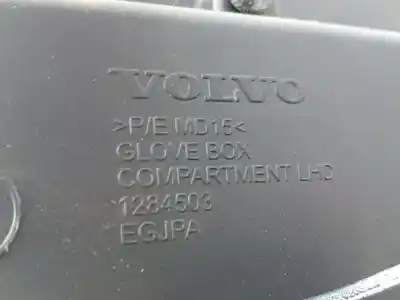 VOLVO
>P/E MD15<
GLOVE BOX
COMPARTMENT LHD
1284503
EGJPA